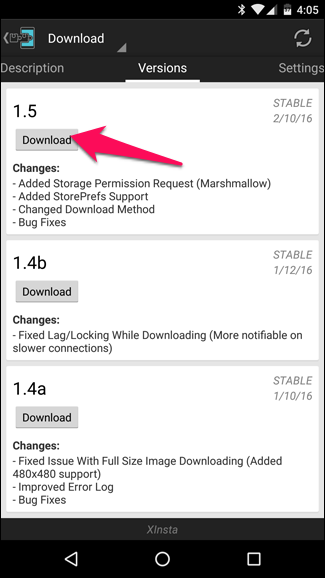 4:05
Download
Description
Versions
Settings
1.5
STABLE
2/10/16
Download
Changes:
- Added Storage Permission Request (Marshmallow)
- Added StorePrefs Support
- Changed Download Method
- Bug Fixes
1.4b
STABLE
1/12/16
Download
Changes:
- Fixed Lag/Locking While Downloading (More notifiable on
slower connections)
1.4a
STABLE
1/10/16
Download
Changes:
- Fixed Issue With Full Size Image Downloading (Added
480x480 support)
- Improved Error Log
- Bug Fixes
XInsta